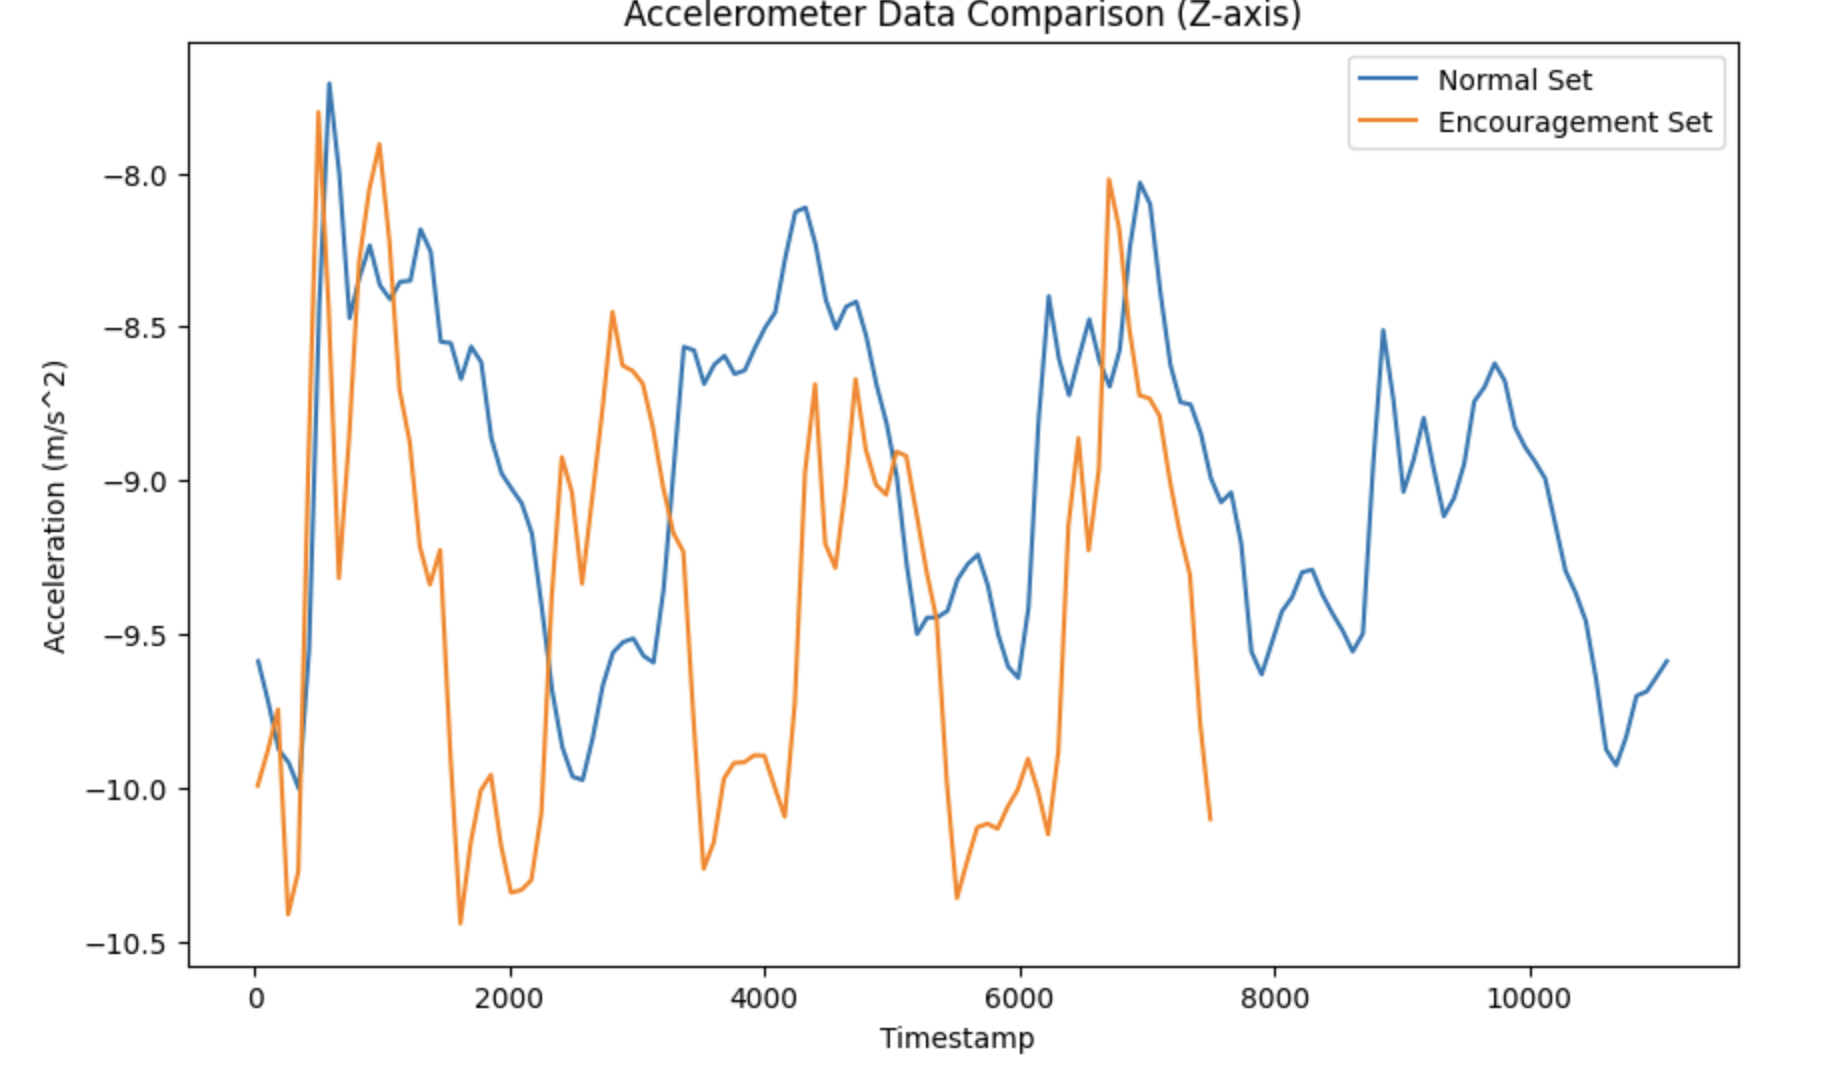 Accelerometer Data Comparison (Z-axis)
Normal Set
Encouragement Set
−8.0
−8.5
−9.0
−9.5
−10.0
−10.5
Acceleration (m/s^2)
0 2000 4000 6000 8000 10000
Timestamp